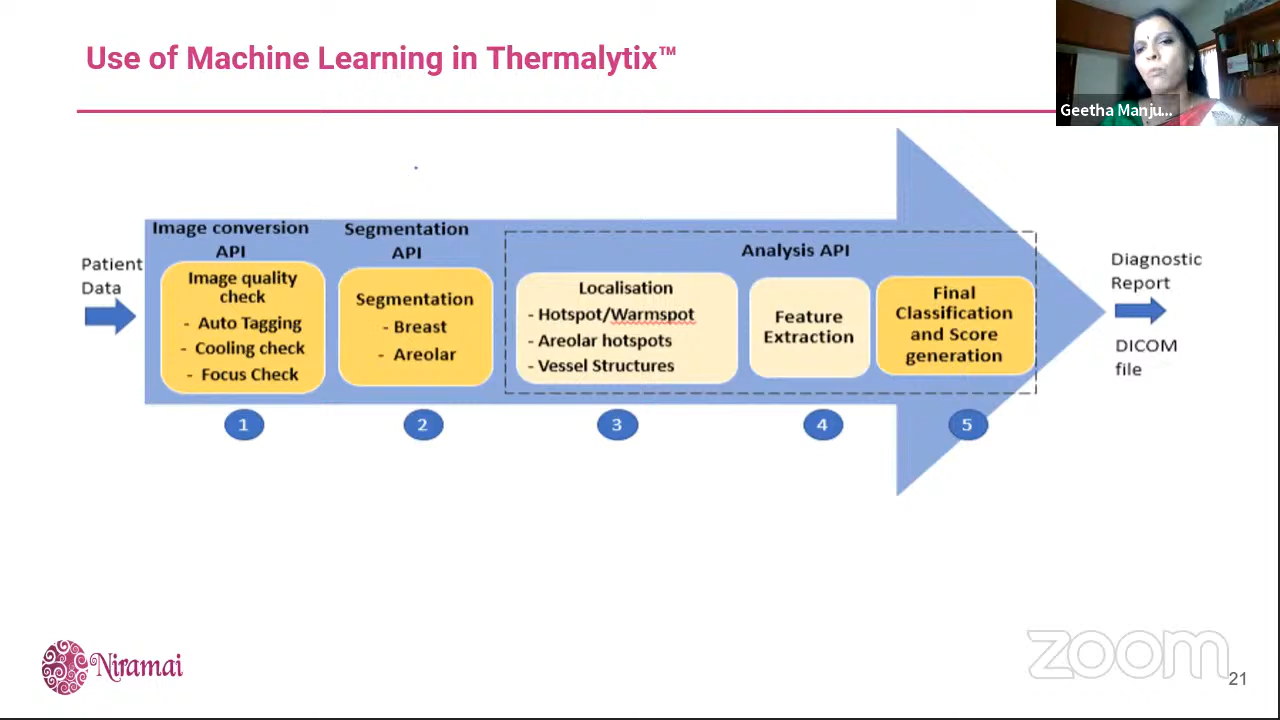 Use of Machine Learning in Thermalytix™
Geetha Manju...
Patient
Data
Image conversion
API
Image quality
check
- Auto Tagging
- Cooling check
- Focus Check
Segmentation
API
Segmentation
- Breast
- Areolar
Analysis API
Localisation
- Hotspot/Warmspot
- Areolar hotspots
- Vessel Structures
Feature
Extraction
Final
Classification
and Score
generation
Diagnostic
Report
DICOM
file
1
2
3
4
5
Niramai
zoom
21